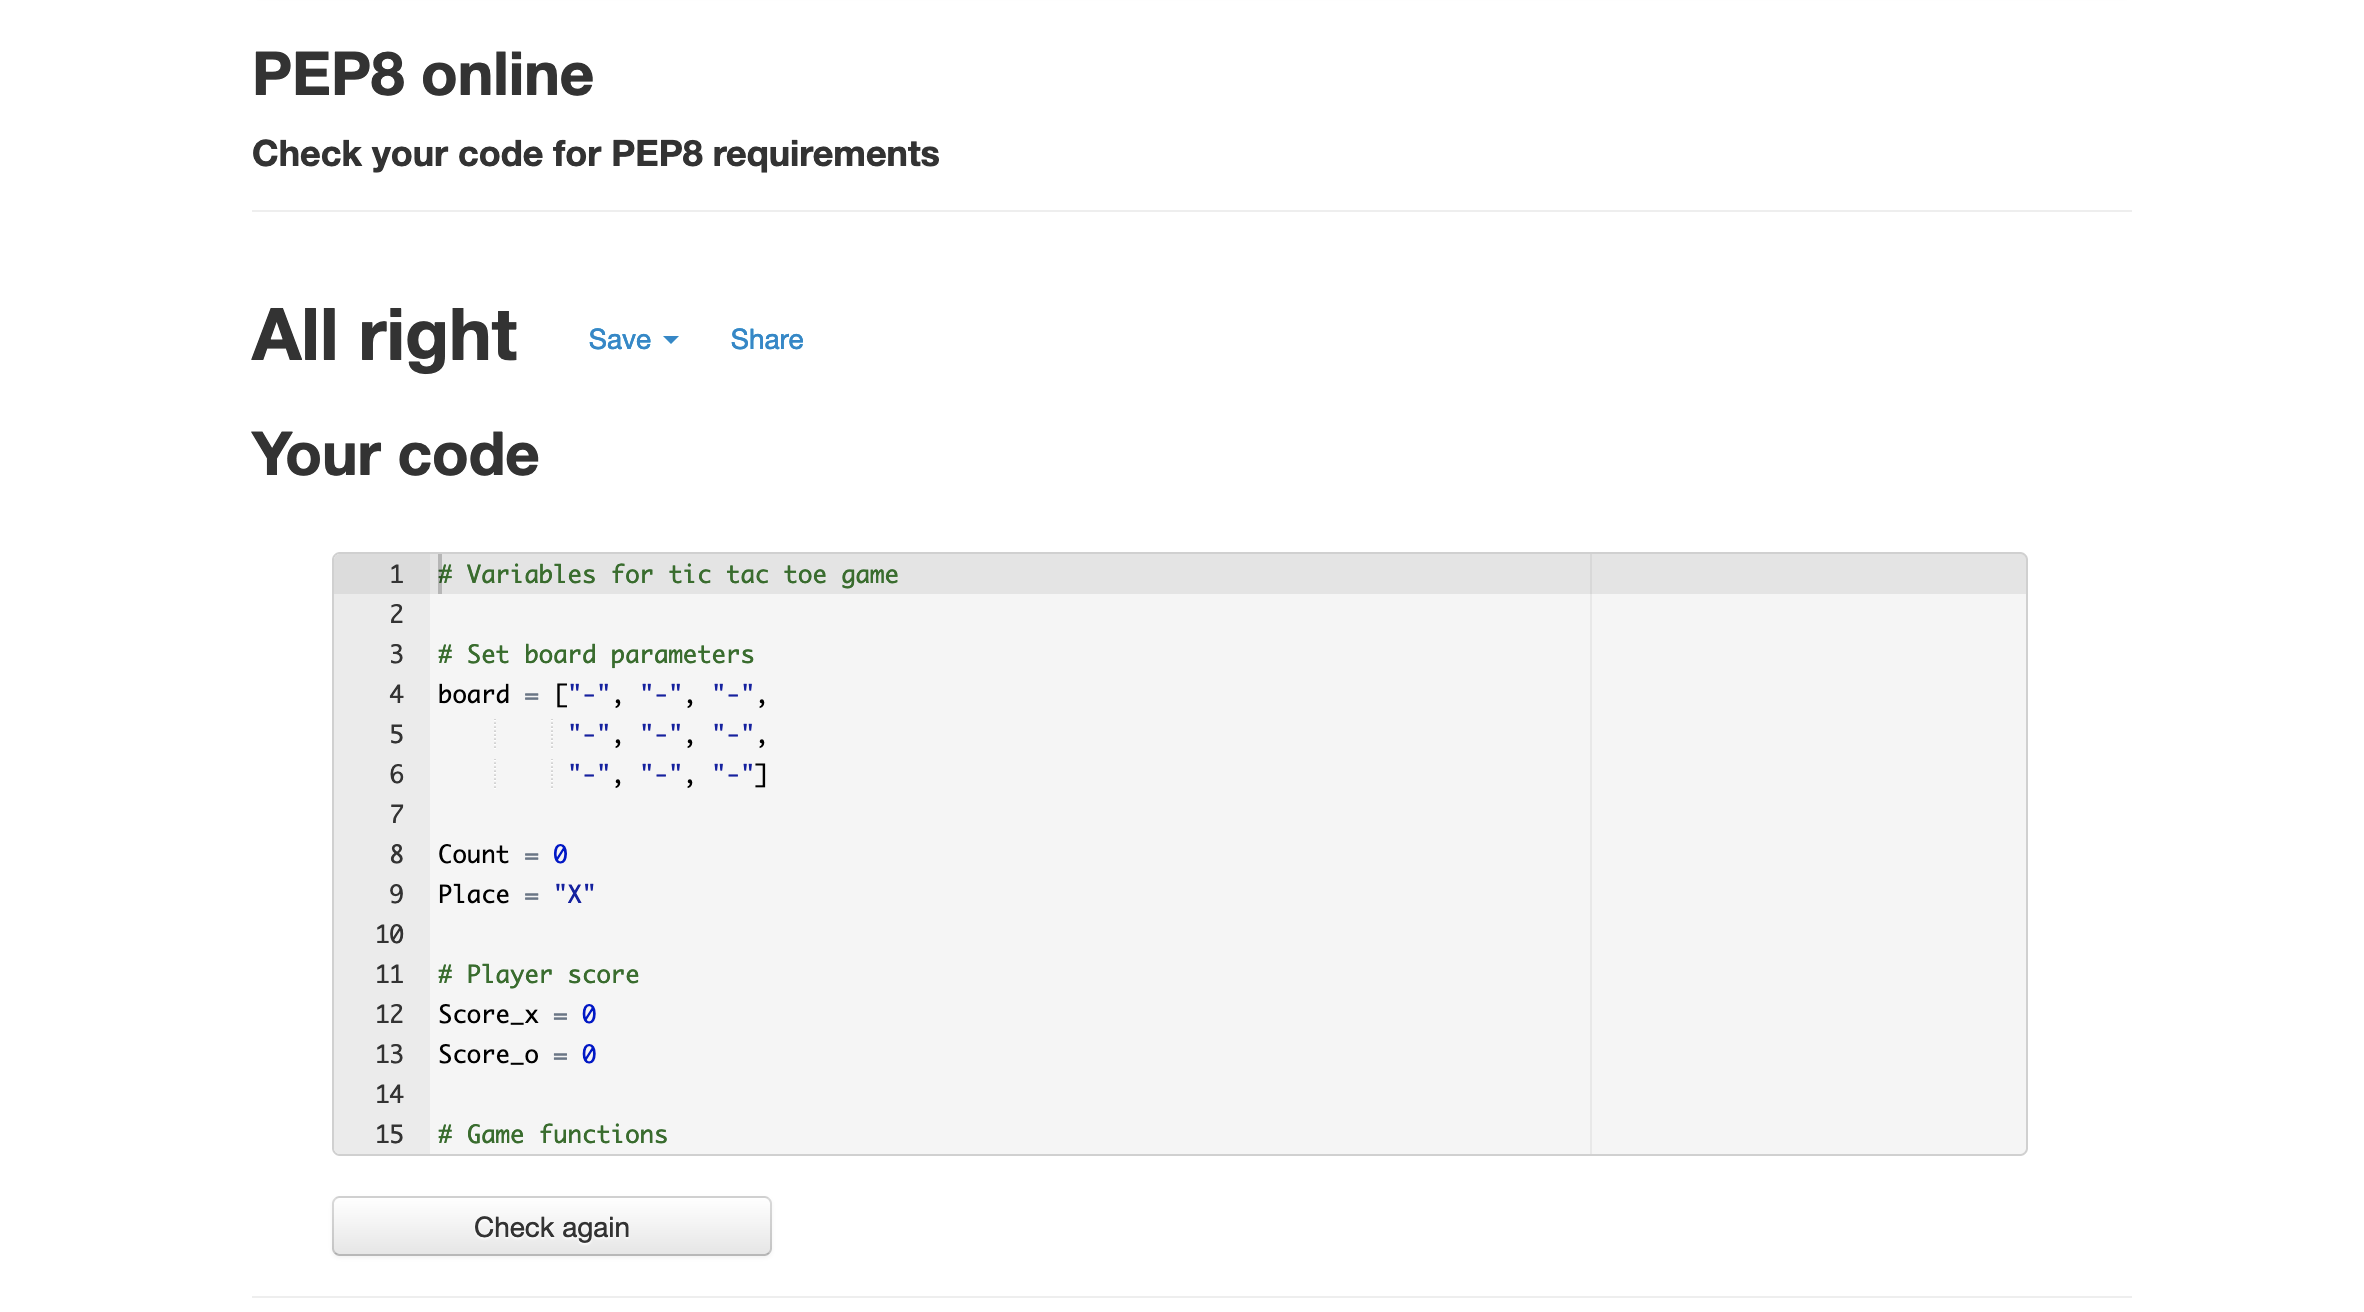 PEP8 online
Check your code for PEP8 requirements
All right Save Share
Your code
1 # Variables for tic tac toe game
2
3 # Set board parameters
4 board = ["-", "-", "-",
5          "-", "-", "-",
6          "-", "-", "-"]
7
8 Count = 0
9 Place = "X"
10
11 # Player score
12 Score_x = 0
13 Score_o = 0
14
15 # Game functions
Check again